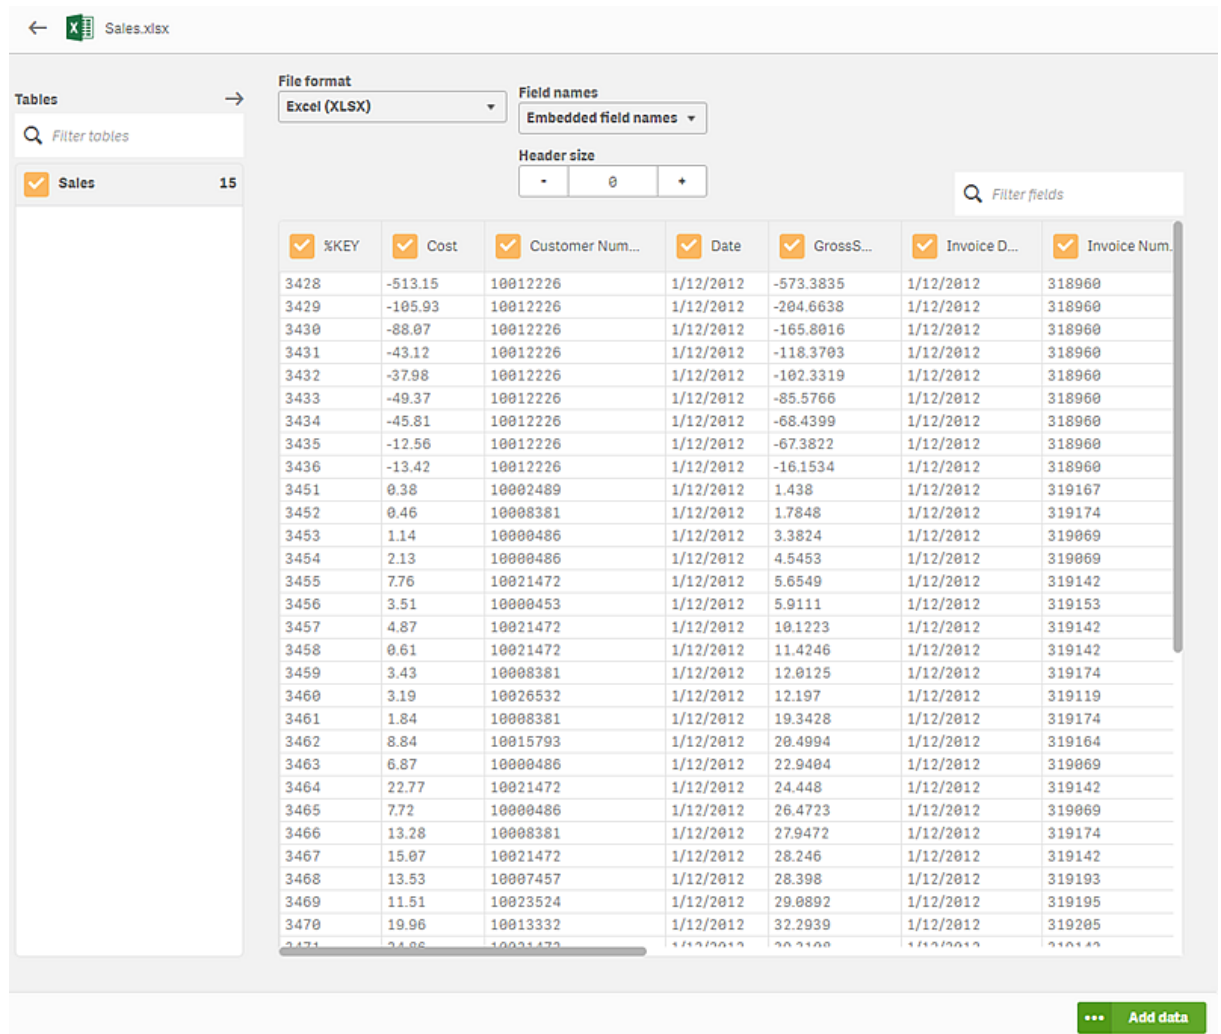 Sales.xlsx
File format
Tables
Field names
Excel (XLSX)
Embedded field names
Filter tables
Header size
Sales 15
- 0 +
Filter fields
%KEY Cost Customer Num... Date GrossS... Invoice D... Invoice Num.
3428 -513.15 10012226 1/12/2012 -573.3835 1/12/2012 318960
3429 -105.93 10012226 1/12/2012 -204.6638 1/12/2012 318960
3430 -88.07 10012226 1/12/2012 -165.8016 1/12/2012 318960
3431 -43.12 10012226 1/12/2012 -118.3703 1/12/2012 318960
3432 -37.98 10012226 1/12/2012 -102.3319 1/12/2012 318960
3433 -49.37 10012226 1/12/2012 -85.5766 1/12/2012 318960
3434 -45.81 10012226 1/12/2012 -68.4399 1/12/2012 318960
3435 -12.56 10012226 1/12/2012 -67.3822 1/12/2012 318960
3436 -13.42 10012226 1/12/2012 -16.1534 1/12/2012 318960
3451 0.38 10002489 1/12/2012 1.438 1/12/2012 319167
3452 0.46 10008381 1/12/2012 1.7848 1/12/2012 319174
3453 1.14 10000486 1/12/2012 3.3824 1/12/2012 319069
3454 2.13 10000486 1/12/2012 4.5453 1/12/2012 319069
3455 7.76 10021472 1/12/2012 5.6549 1/12/2012 319142
3456 3.51 10000453 1/12/2012 5.9111 1/12/2012 319153
3457 4.87 10021472 1/12/2012 10.1223 1/12/2012 319142
3458 0.61 10021472 1/12/2012 11.4246 1/12/2012 319142
3459 3.43 10008381 1/12/2012 12.0125 1/12/2012 319174
3460 3.19 10026532 1/12/2012 12.197 1/12/2012 319119
3461 1.84 10008381 1/12/2012 19.3428 1/12/2012 319174
3462 8.84 10015793 1/12/2012 20.4994 1/12/2012 319164
3463 6.87 10000486 1/12/2012 22.9404 1/12/2012 319069
3464 22.77 10021472 1/12/2012 24.448 1/12/2012 319142
3465 7.72 10000486 1/12/2012 26.4723 1/12/2012 319069
3466 13.28 10008381 1/12/2012 27.9472 1/12/2012 319174
3467 15.07 10021472 1/12/2012 28.246 1/12/2012 319142
3468 13.53 10007457 1/12/2012 28.398 1/12/2012 319193
3469 11.51 10023524 1/12/2012 29.0892 1/12/2012 319195
3470 19.96 10013332 1/12/2012 32.2939 1/12/2012 319205
Add data